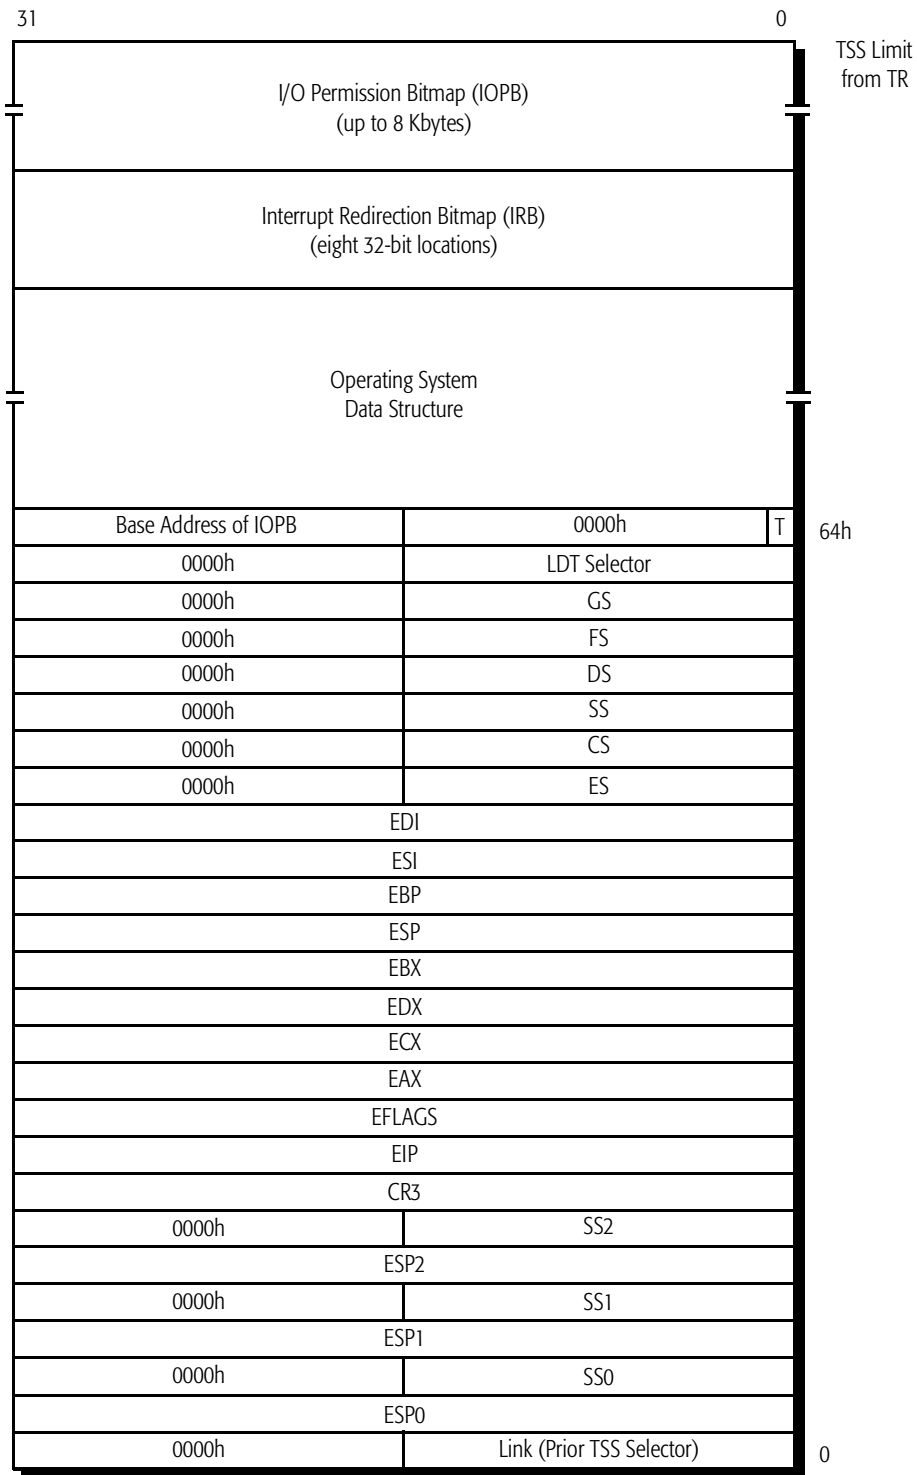 31 0
TSS Limit
from TR
I/O Permission Bitmap (IOPB)
(up to 8 Kbytes)
Interrupt Redirection Bitmap (IRB)
(eight 32-bit locations)
Operating System
Data Structure
Base Address of IOPB 0000h T 64h
0000h LDT Selector
0000h GS
0000h FS
0000h DS
0000h SS
0000h CS
0000h ES
EDI
ESI
EBP
ESP
EBX
EDX
ECX
EAX
EFLAGS
EIP
CR3
0000h SS2
ESP2
0000h SS1
ESP1
0000h SS0
ESP0
0000h Link (Prior TSS Selector) 0